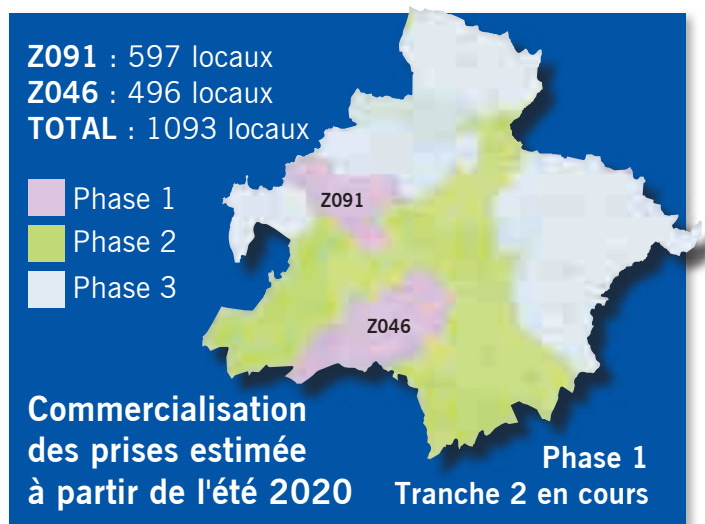 Z091 : 597 locaux
Z046 : 496 locaux
TOTAL : 1093 locaux
Phase 1
Phase 2
Phase 3
Z091
Z046
Commercialisation
des prises estimée
à partir de l'été 2020
Phase 1
Tranche 2 en cours